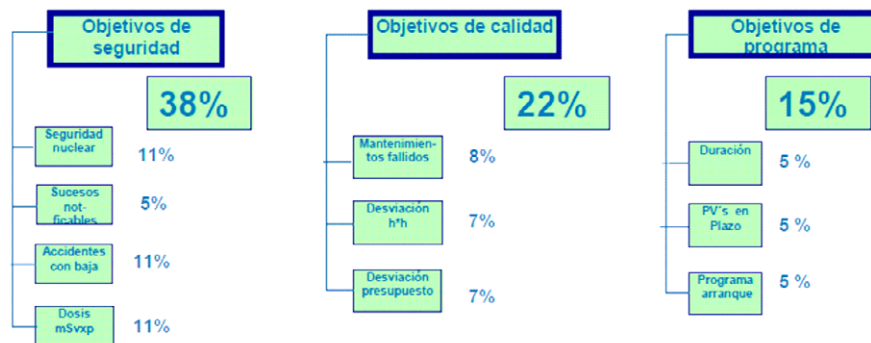 Objetivos de
seguridad
38%
Seguridad
nuclear
11%
Sucesos
not-
ficables
5%
Accidentes
con baja
11%
Dosis
mSvxp
11%
Objetivos de calidad
22%
Mantenimien-
tos fallidos
8%
Desviación
h*h
7%
Desviación
presupuesto
7%
Objetivos de
programa
15%
Duración
5 %
PV´s en
Plazo
5 %
Programa
arranque
5 %